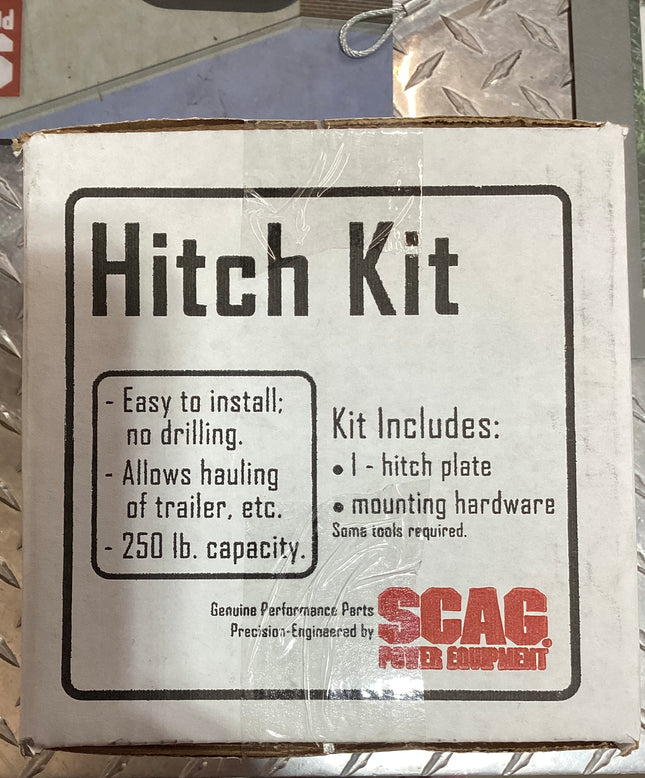 Hitch Kit
- Easy to install;
no drilling.
- Allows hauling
of trailer, etc.
- 250 lb. capacity.
Kit Includes:
• 1 - hitch plate
• mounting hardware
Some tools required.
Genuine Performance Parts
Precision-Engineered by
SCAG
POWER EQUIPMENT